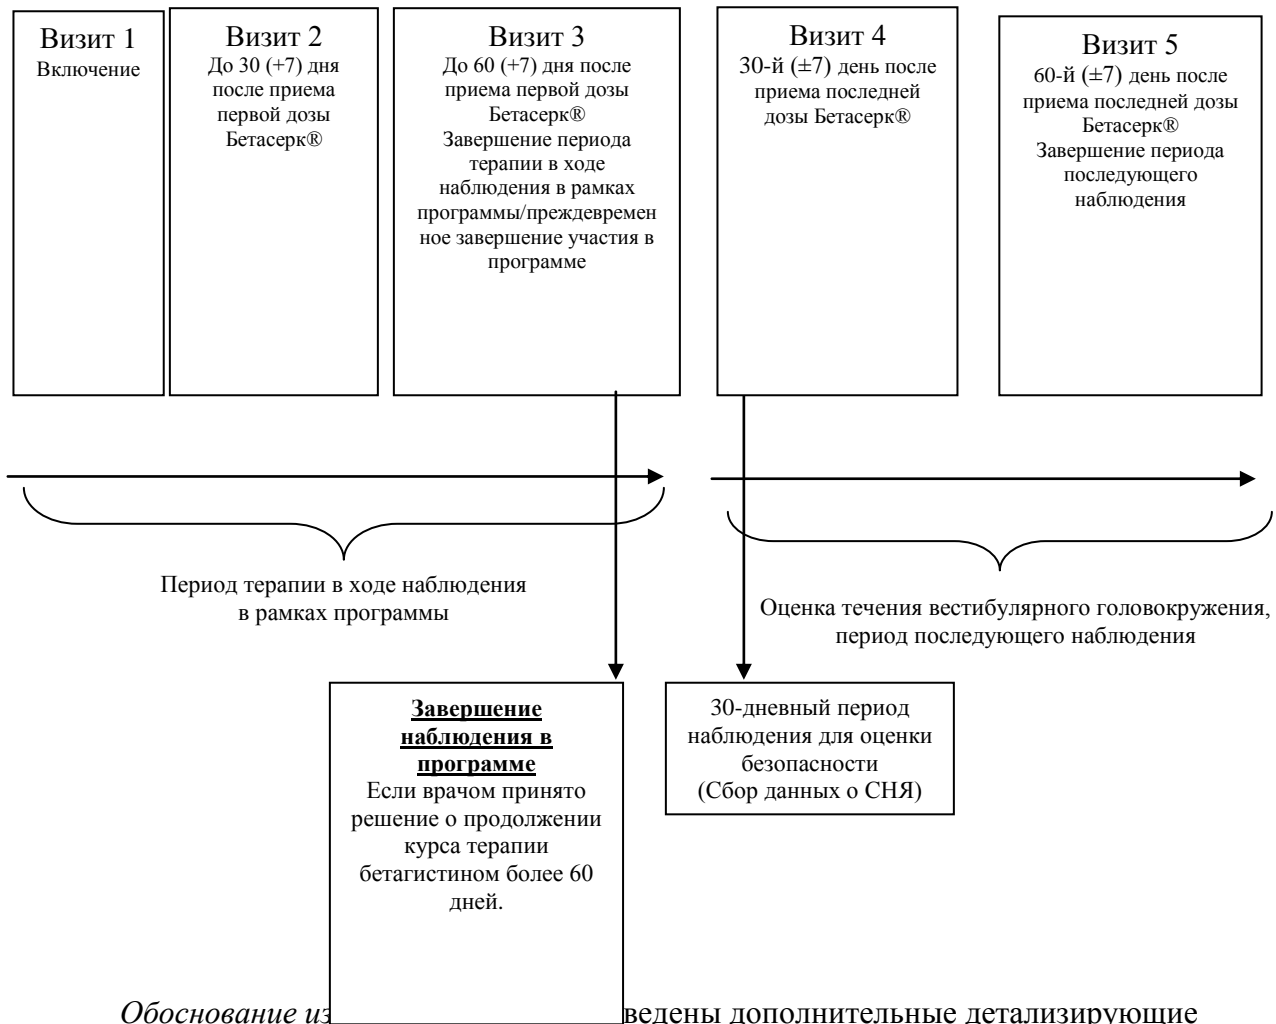 Визит 1
Включение
Визит 2
До 30 (+7) дня
после приема
первой дозы
Бетасерк®
Визит 3
До 60 (+7) дня после
приема первой дозы
Бетасерк®
Завершение периода
терапии в ходе
наблюдения в рамках
программы/преждевремен
ное завершение участия в
программе
Визит 4
30-й (±7) день после
приема последней
дозы Бетасерк®
Визит 5
60-й (±7) день после
приема последней дозы
Бетасерк®
Завершение периода
последующего
наблюдения
Период терапии в ходе наблюдения
в рамках программы
Оценка течения вестибулярного головокружения,
период последующего наблюдения
Завершение
наблюдения в
программе
Если врачом принято
решение о продолжении
курса терапии
бетагистином более 60
дней.
30-дневный период
наблюдения для оценки
безопасности
(Сбор данных о СНЯ)
Обоснование из ведены дополнительные детализирующие